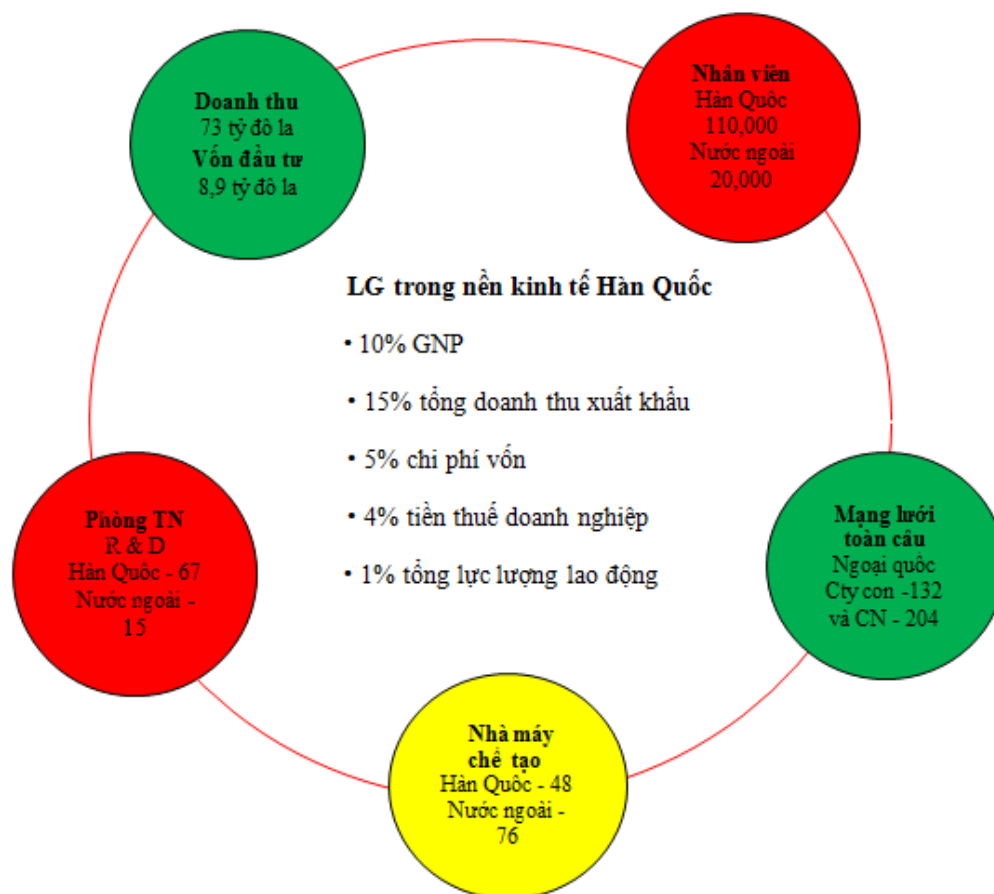 Doanh thu
73 tỷ đô la
Vốn đầu tư
8,9 tỷ đô la
Nhân viên
Hàn Quốc
110,000
Nước ngoài
20,000
LG trong nền kinh tế Hàn Quốc
• 10% GNP
• 15% tổng doanh thu xuất khẩu
• 5% chi phí vốn
• 4% tiền thuế doanh nghiệp
• 1% tổng lực lượng lao động
Phòng TN
R & D
Hàn Quốc - 67
Nước ngoài -
15
Mạng lưới
toàn cầu
Ngoại quốc
Cty con -132
và CN - 204
Nhà máy
chế tạo
Hàn Quốc - 48
Nước ngoài -
76